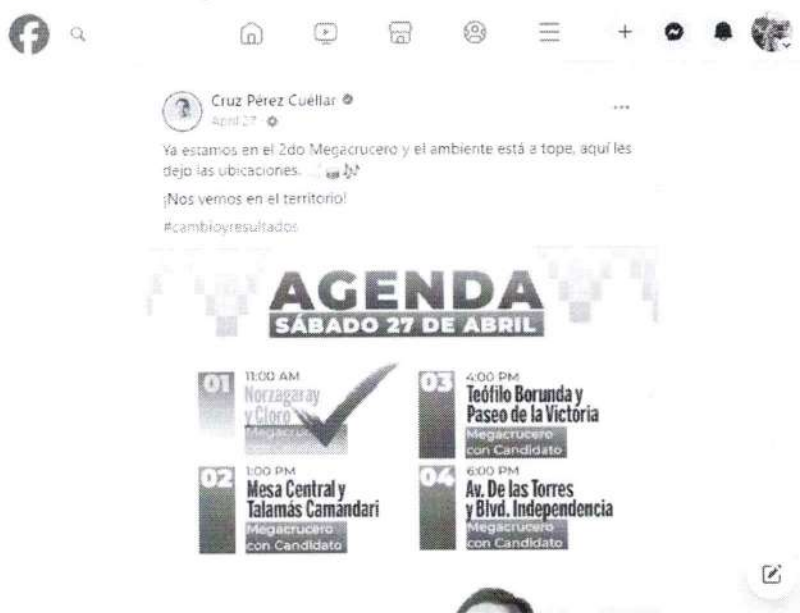 Cruz Pérez Cuéllar
April 27
Ya estamos en el 2do Megacrucero y el ambiente está a tope, aquí les
dejo las ubicaciones.
¡Nos vemos en el territorio!
#cambioyresultados
AGENDA
SÁBADO 27 DE ABRIL
01
11:00 AM
Norzagaray
y Cloro
02
1:00 PM
Mesa Central y
Talamás Camandari
Megacrucero
con Candidato
03
4:00 PM
Teófilo Borunda y
Paseo de la Victoria
Megacrucero
con Candidato
04
6:00 PM
Av. De las Torres
y Blvd. Independencia
Megacrucero
con Candidato